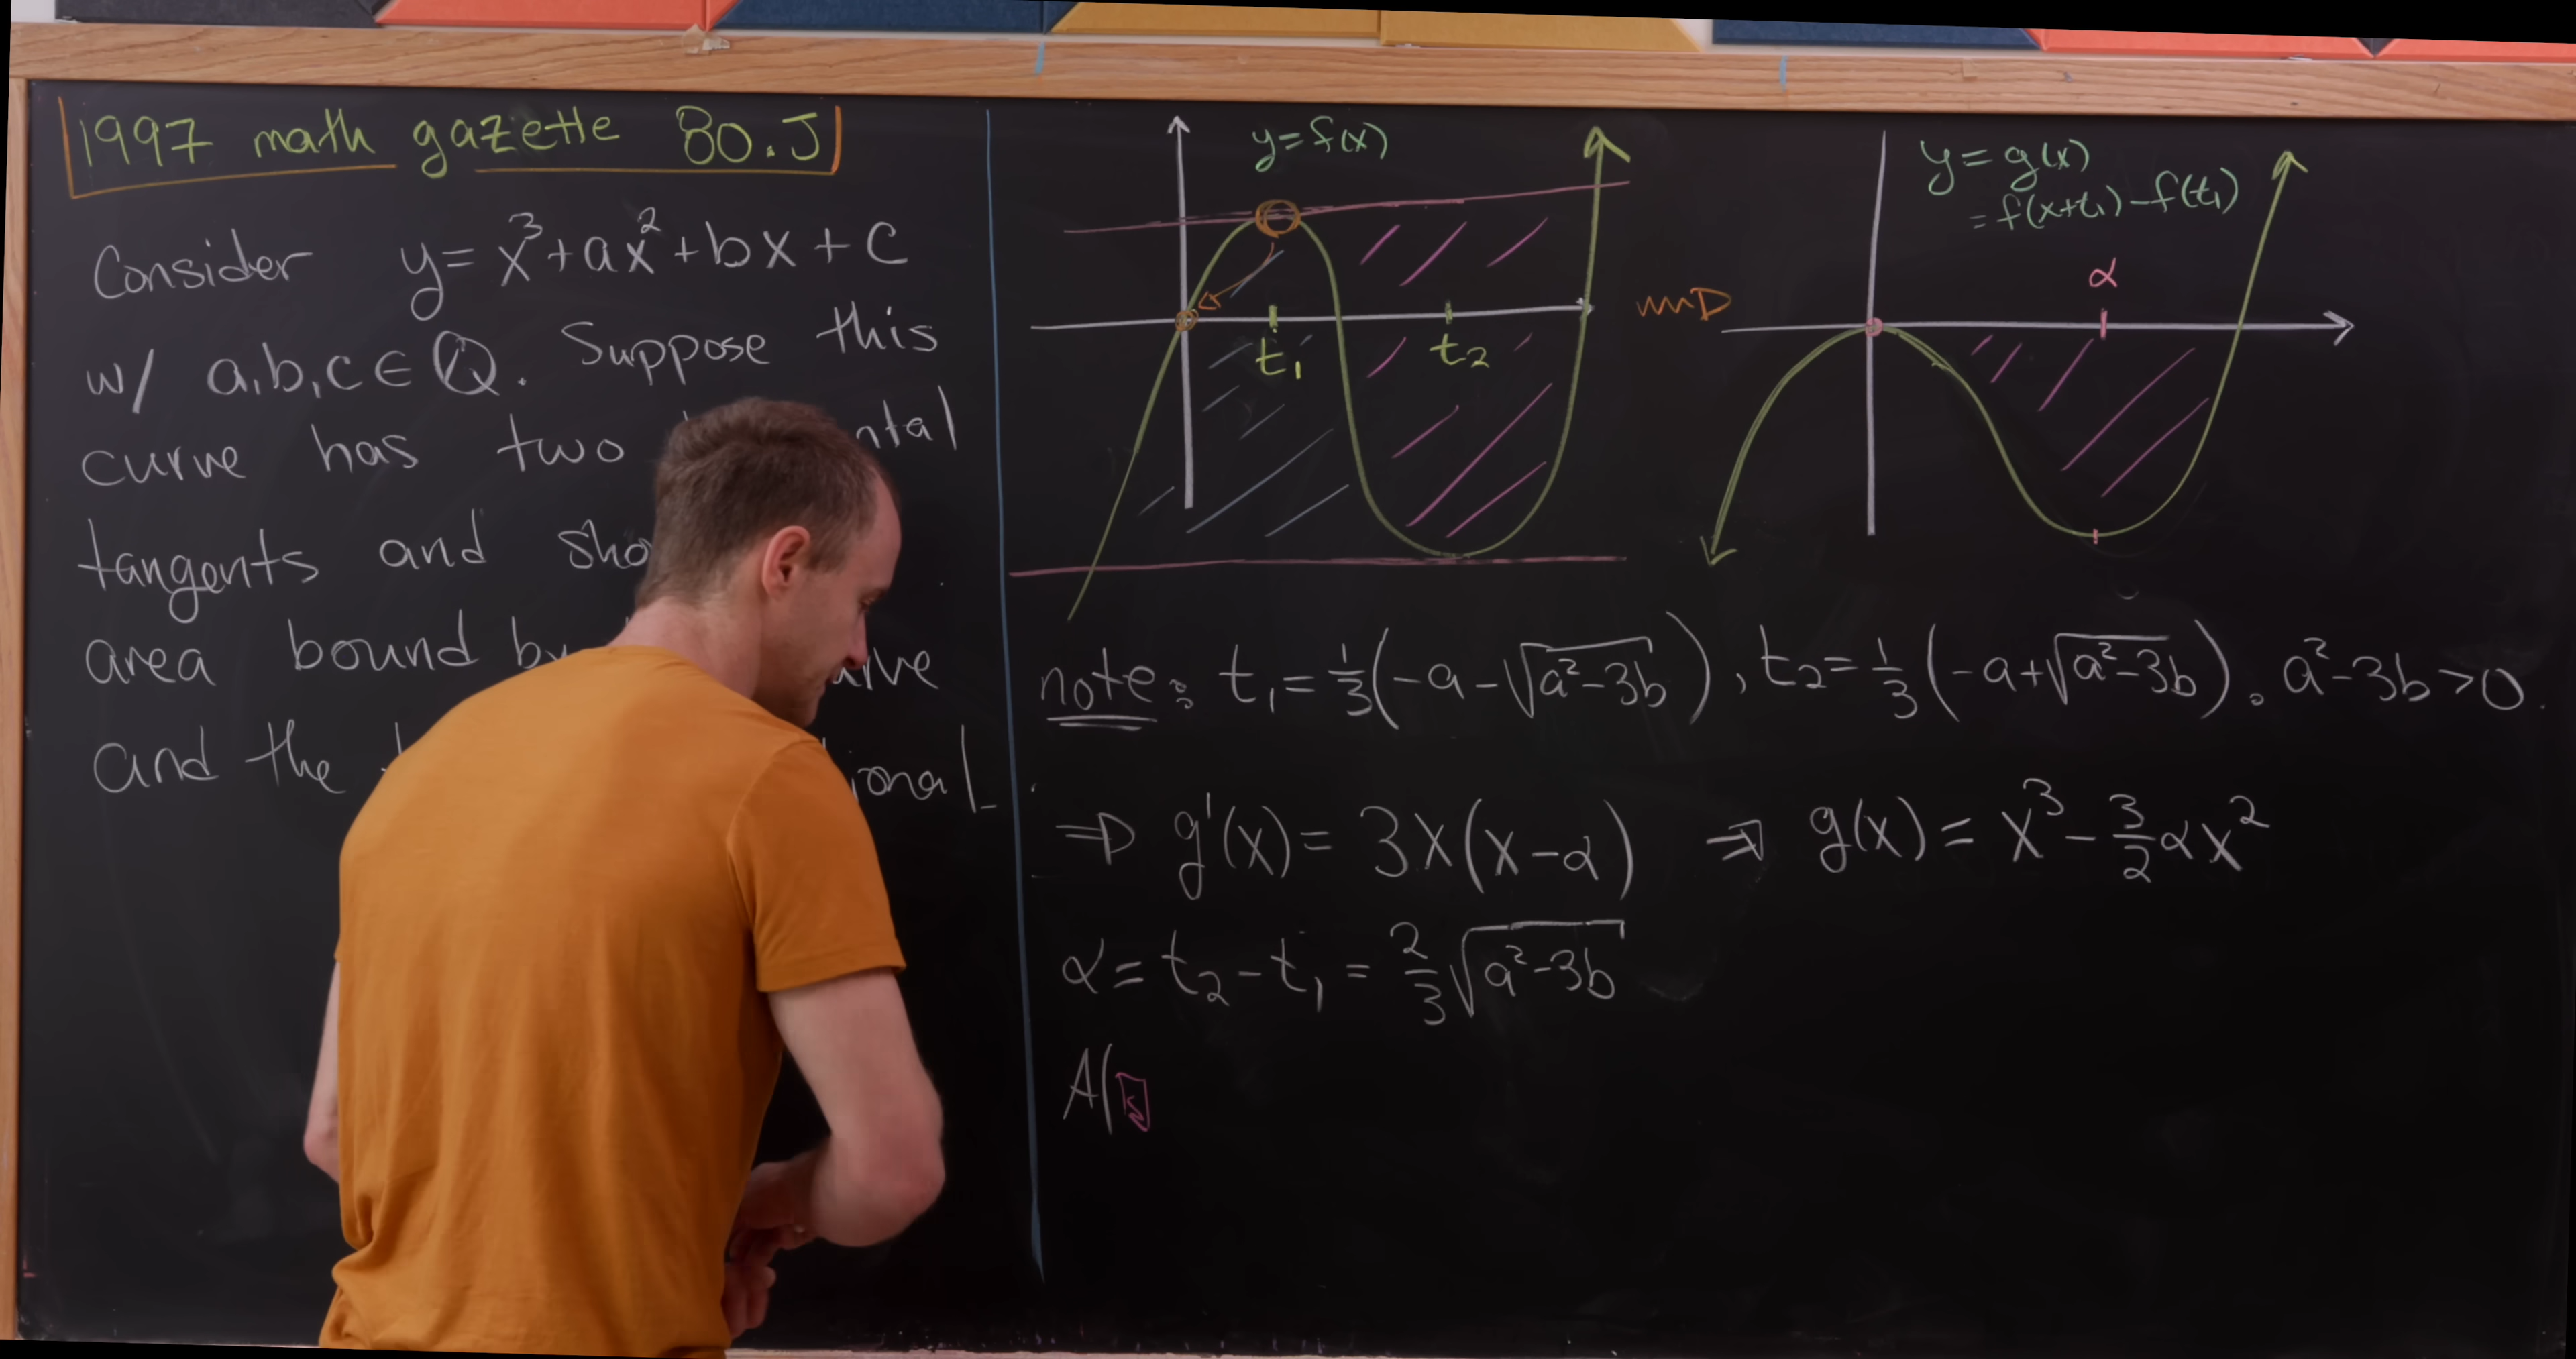 1997 math gazette 80.J
Consider y = x³ + ax² + bx + c
w/ a,b,c ∈ ℚ. Suppose this
curve has two
tangents and
area bound
and the
y = f(x)
t₁
t₂
y = g(x)
= f(x+t₁) - f(t₁)
α
note: t₁ = 1/3(-a - √(a²-3b)), t₂ = 1/3(-a + √(a²-3b)). a²-3b > 0.
⇒ g'(x) = 3x(x-α) ⇒ g(x) = x³ - 3/2 αx²
α = t₂ - t₁ = 2/3 √(a²-3b)
A(